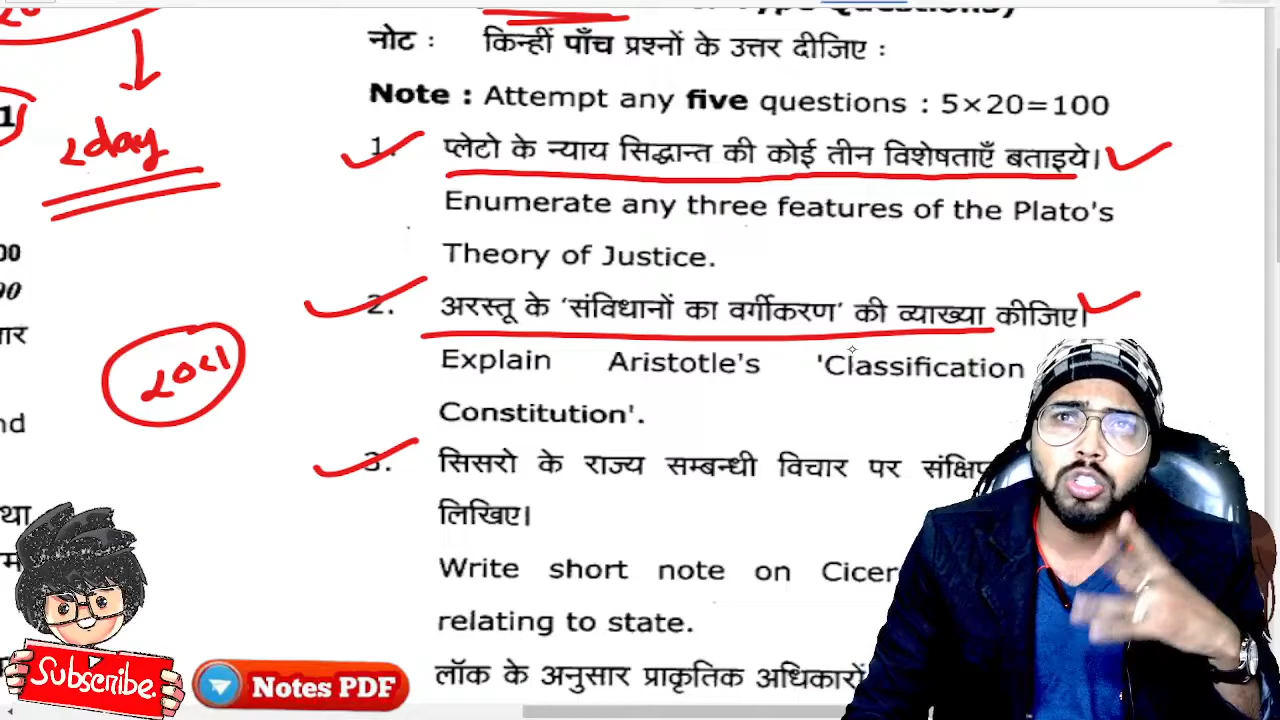 Type Questions)
नोट : किन्हीं पाँच प्रश्नों के उत्तर दीजिए :
Note : Attempt any five questions : 5×20=100
1. प्लेटो के न्याय सिद्धान्त की कोई तीन विशेषताएँ बताइये।
Enumerate any three features of the Plato's
Theory of Justice.
2. अरस्तू के ‘संविधानों का वर्गीकरण’ की व्याख्या कीजिए।
Explain Aristotle's 'Classification
Constitution'.
3. सिसरो के राज्य सम्बन्धी विचार पर
लिखिए।
Write short note on
relating to state.
लॉक के अनुसार प्राकृतिक अधिकारों
2day
2021
Subscribe.
Notes PDF